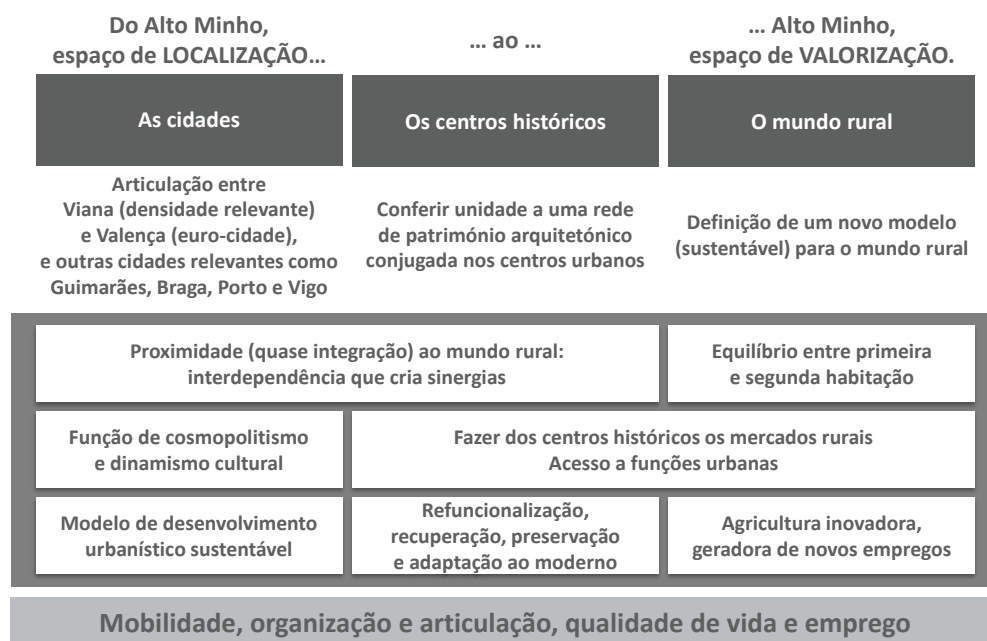 Do Alto Minho,
espaço de LOCALIZAÇÃO...
... ao ...
... Alto Minho,
espaço de VALORIZAÇÃO.
As cidades
Os centros históricos
O mundo rural
Articulação entre
Viana (densidade relevante)
e Valença (euro-cidade),
e outras cidades relevantes como
Guimarães, Braga, Porto e Vigo
Conferir unidade a uma rede
de património arquitetónico
conjugada nos centros urbanos
Definição de um novo modelo
(sustentável) para o mundo rural
Proximidade (quase integração) ao mundo rural:
interdependência que cria sinergias
Equilíbrio entre primeira
e segunda habitação
Função de cosmopolitismo
e dinamismo cultural
Fazer dos centros históricos os mercados rurais
Acesso a funções urbanas
Modelo de desenvolvimento
urbanístico sustentável
Refuncionalização,
recuperação, preservação
e adaptação ao moderno
Agricultura inovadora,
geradora de novos empregos
Mobilidade, organização e articulação, qualidade de vida e emprego